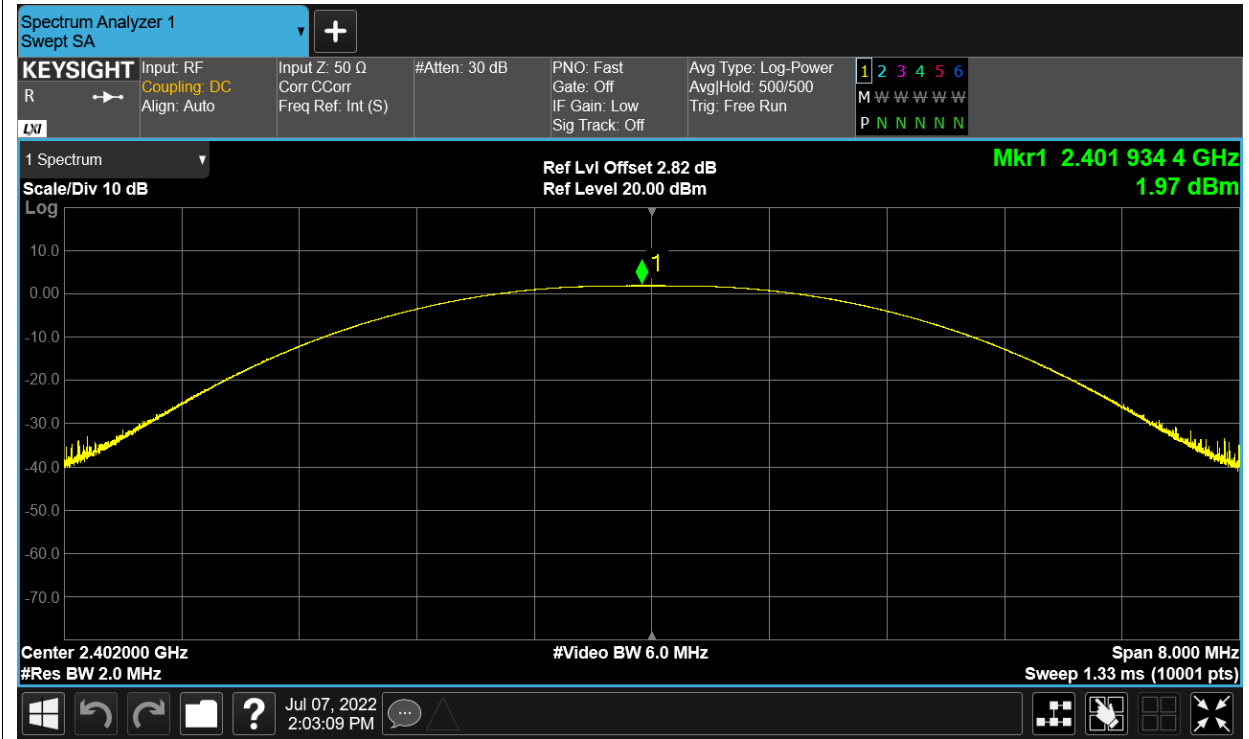 Spectrum Analyzer 1
Swept SA
+
KEYSIGHT
R
LXI
Input: RF
Coupling: DC
Align: Auto
Input Z: 50 Ω
Corr CCorr
Freq Ref: Int (S)
#Atten: 30 dB
PNO: Fast
Gate: Off
IF Gain: Low
Sig Track: Off
Avg Type: Log-Power
Avg|Hold: 500/500
Trig: Free Run
1 2 3 4 5 6
M W W W W W
P N N N N N
1 Spectrum
Scale/Div 10 dB
Log
Ref Lvl Offset 2.82 dB
Ref Level 20.00 dBm
Mkr1 2.401 934 4 GHz
1.97 dBm
1
10.0
0.00
-10.0
-20.0
-30.0
-40.0
-50.0
-60.0
-70.0
Center 2.402000 GHz
#Res BW 2.0 MHz
#Video BW 6.0 MHz
Span 8.000 MHz
Sweep 1.33 ms (10001 pts)
?
Jul 07, 2022
2:03:09 PM